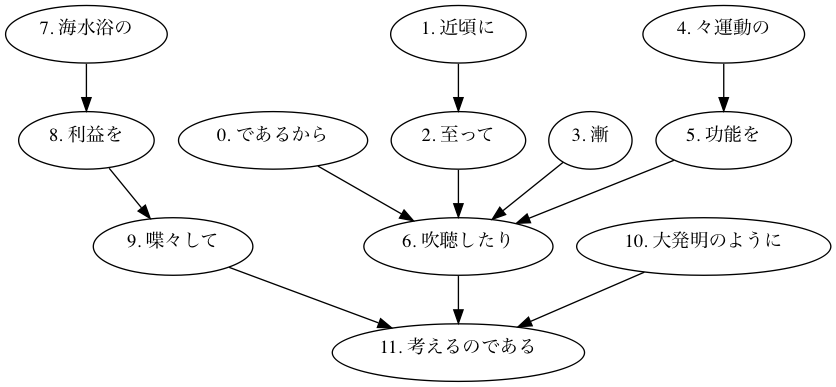 7. 海水浴の
1. 近頃に
4. 々運動の
8. 利益を
0. であるから
2. 至って
3. 漸
5. 功能を
9. 喋々して
6. 吹聴したり
10. 大発明のように
11. 考えるのである